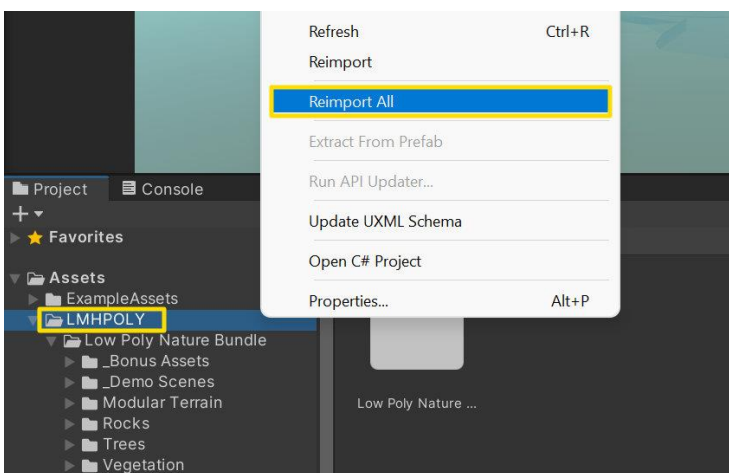 Refresh Ctrl+R
Reimport
Reimport All
Extract From Prefab
Run API Updater...
Update UXML Schema
Open C# Project
Properties... Alt+P
Project Console
Favorites
Assets
ExampleAssets
LMHPOLY
Low Poly Nature Bundle
_Bonus Assets
_Demo Scenes
Modular Terrain
Rocks
Trees
Vegetation
Low Poly Nature ...